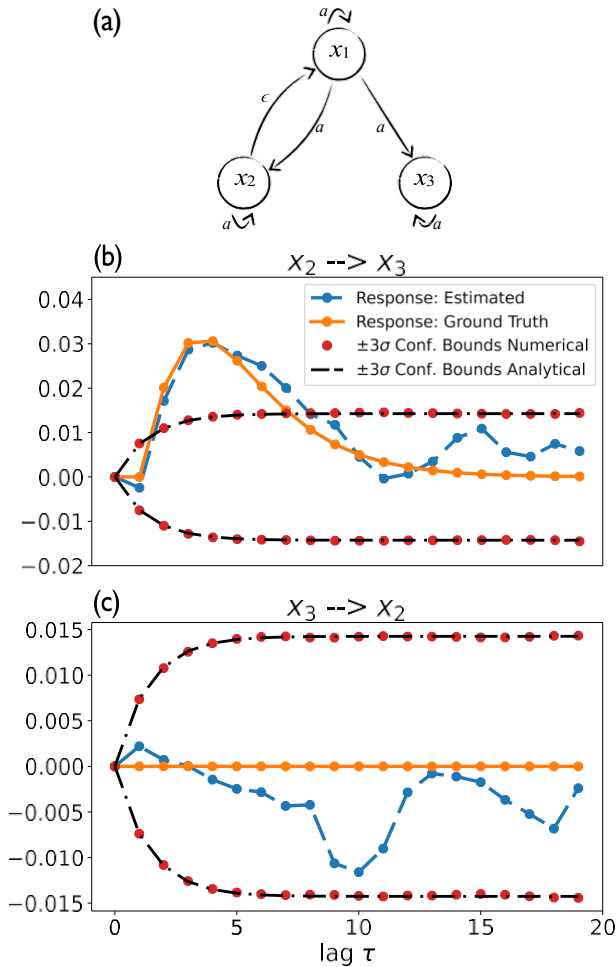 (a)
a
x1
ϵ
a
a
x2
x3
a
a
(b)
x2 --> x3
0.04
0.03
0.02
0.01
0.00
−0.01
−0.02
Response: Estimated
Response: Ground Truth
±3σ Conf. Bounds Numerical
±3σ Conf. Bounds Analytical
(c)
x3 --> x2
0.015
0.010
0.005
0.000
−0.005
−0.010
−0.015
0 5 10 15 20
lag τ